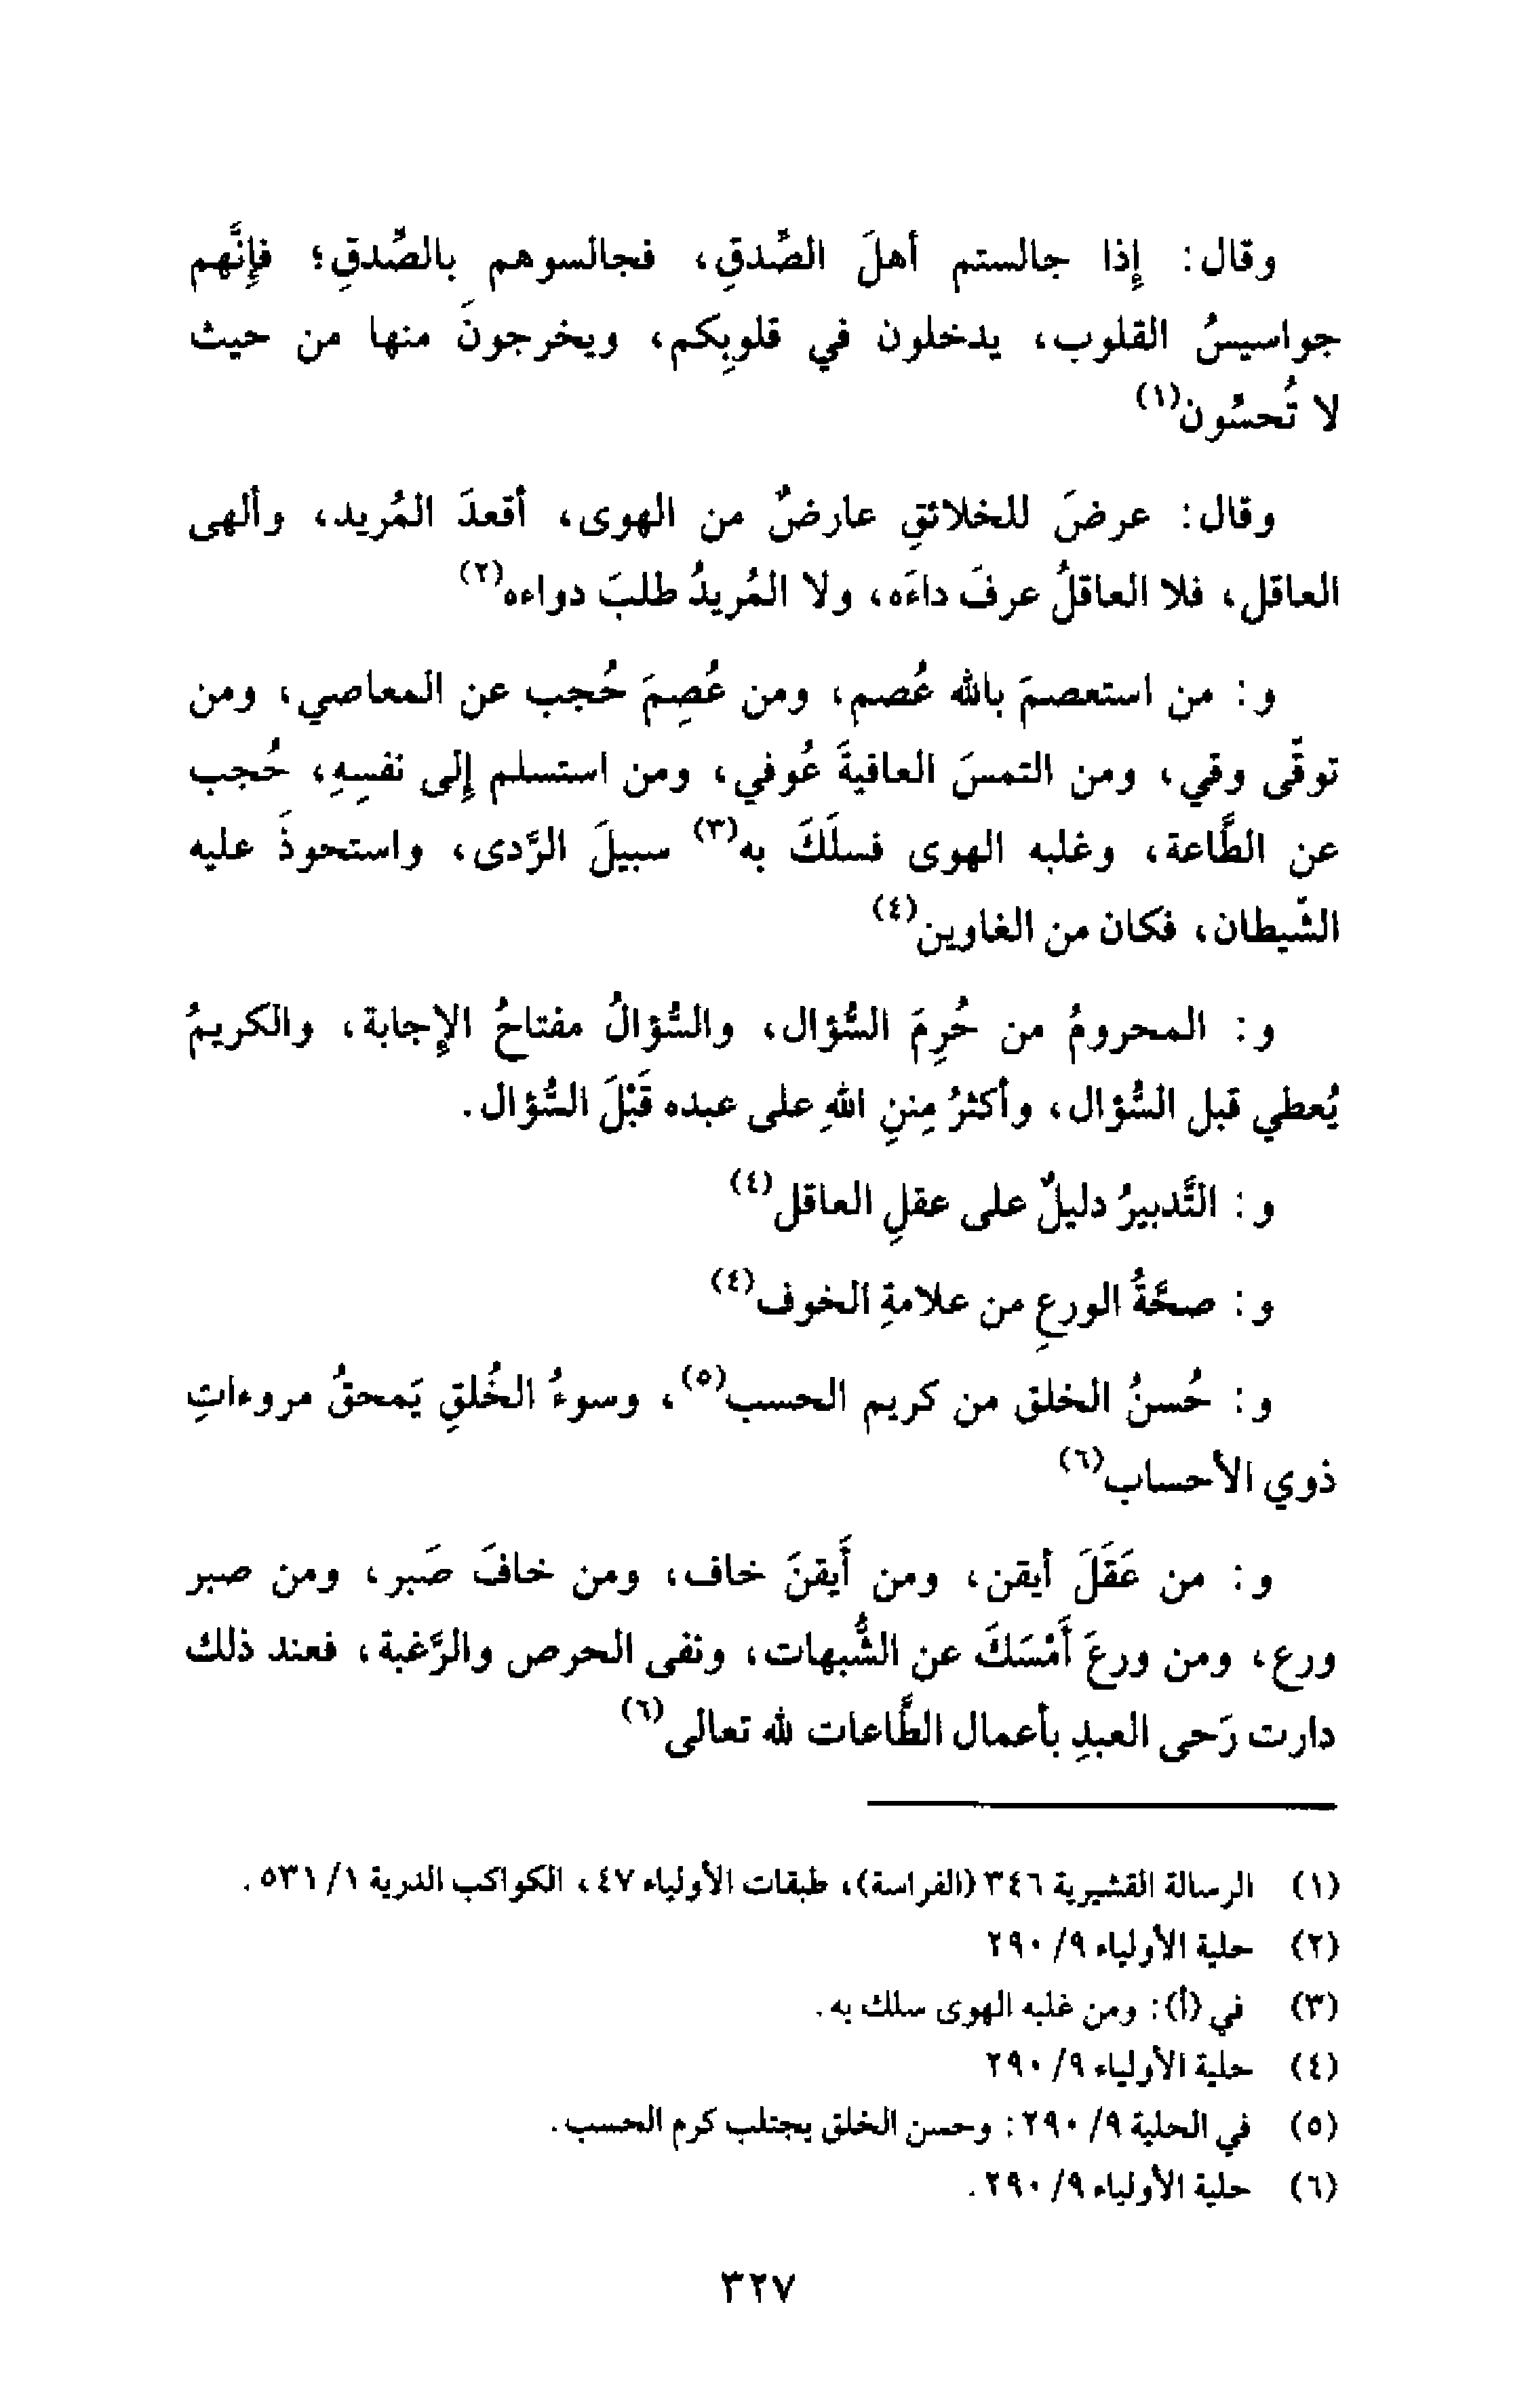 وقال: إذا جالستم أهلَ الصِّدقِ، فجالسوهم بالصِّدقِ؛ فإنَّهم
جواسيسُ القلوب، يدخلون في قلوبِكم، ويخرجونَ منها من حيث
لا تُحسّون(١)
وقال: عرضَ للخلائقِ عارضٌ من الهوى، أقعدَ المُريد، وألهى
العاقل، فلا العاقلُ عرفَ داءَه، ولا المُريدُ طلبَ دواءه(٢)
و: من استعصمَ بالله عُصم، ومن عُصِمَ حُجب عن المعاصي، ومن
توقّى وقي، ومن التمسَ العافيةَ عُوفي، ومن استسلم إلى نفسِهِ، حُجب
عن الطَّاعة، وغلبه الهوى فسلَكَ به(٣) سبيلَ الرَّدى، واستحوذَ عليه
الشّيطان، فكان من الغاوين(٤)
و: المحرومُ من حُرِمَ السُّؤال، والسُّؤالُ مفتاحُ الإجابة، والكريمُ
يُعطي قبل السُّؤال، وأكثرُ مِننِ اللهِ على عبده قَبْلَ السُّؤال.
و: التَّدبيرُ دليلٌ على عقلِ العاقل(٤)
و: صحَّةُ الورعِ من علامةِ الخوف(٤)
و: حُسنُ الخلق من كريم الحسب(٥)، وسوءُ الخُلقِ يَمحقُ مروءاتِ
ذوي الأحساب(٦)
و: من عَقَلَ أيقن، ومن أَيقنَ خاف، ومن خافَ صَبر، ومن صبر
ورع، ومن ورعَ أَمْسَكَ عن الشُّبهات، ونفى الحرص والرَّغبة، فعند ذلك
دارت رَحى العبدِ بأعمال الطَّاعات لله تعالى(٦)
(١) الرسالة القشيرية ٣٤٦ (الفراسة)، طبقات الأولياء ٤٧، الكواكب الدرية ١/ ٥٣١.
(٢) حلية الأولياء ٩/ ٢٩٠
(٣) في (أ): ومن غلبه الهوى سلك به.
(٤) حلية الأولياء ٩/ ٢٩٠
(٥) في الحلية ٩/ ٢٩٠: وحسن الخلق يجتلب كرم الحسب.
(٦) حلية الأولياء ٩/ ٢٩٠.
٣٢٧